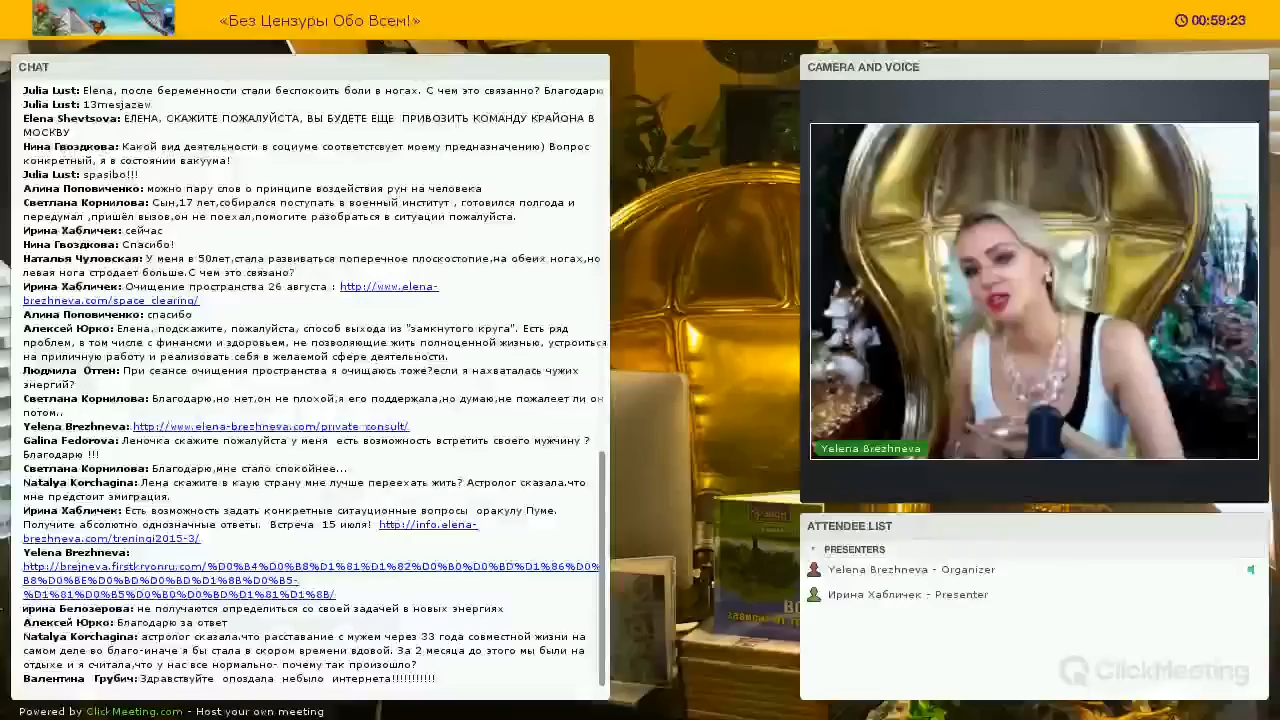 «Без Цензуры Обо Всем!»
00:59:23
CHAT
Julia Lust: Elena, после беременности стали беспокоить боли в ногах. С чем это связанно? Благодарю
Julia Lust: 13mesjazew
Elena Shevtsova: ЕЛЕНА, СКАЖИТЕ ПОЖАЛУЙСТА, ВЫ БУДЕТЕ ЕЩЕ ПРИВОЗИТЬ КОМАНДУ КРАЙОНА В
МОСКВУ
Нина Гвоздкова: Какой вид деятельности в социуме соответстсвует моему предназначению) Вопрос
конкретный, я в состоянии вакуума!
Julia Lust: spasibo!!!
Алина Поповиченко: можно пару слов о принципе воздействия рун на человека
Светлана Корнилова: Сын,17 лет,собирался поступать в военный институт , готовился полгода и
передумал ,пришёл вызов,он не поехал,помогите разобраться в ситуации пожалуйста.
Ирина Хабличек: сейчас
Нина Гвоздкова: Спасибо!
Наталья Чуловская: У меня в 50лет,стала развиваться поперечное плоскостопие,на обеих ногах,но
левая нога стродает больше.С чем это связано?
Ирина Хабличек: Очищение пространства 26 августа : http://www.elena-
brezhneva.com/space_clearing/
Алина Поповиченко: спасибо
Алексей Юрко: Елена, подскажите, пожалуйста, способ выхода из "замкнутого круга". Есть ряд
проблем, в том числе с финансми и здоровьем, не позволяющие жить полноценной жизнью, устроиться
на приличную работу и реализовать себя в желаемой сфере деятельности.
Людмила Оттен: При сеансе очищения пространства я очищаюсь тоже?если я нахваталась чужих
энергий?
Светлана Корнилова: Благодарю,но нет,он не плохой,я его поддержала,но думаю,не пожалеет ли он
потом..
Yelena Brezhneva: http://www.elena-brezhneva.com/private_consult/
Galina Fedorova: Леночка скажите пожалуйста у меня есть возможность встретить своего мужчину ?
Благодарю !!!
Светлана Корнилова: Благодарю,мне стало спокойнее...
Natalya Korchagina: Лена скажите в каую страну мне лучше переехать жить? Астролог сказала.что
мне предстоит эмиграция.
Ирина Хабличек: Есть возможность задать конкретные ситауционные вопросы оракулу Пуме.
Получите абсолютно однозначные ответы. Встреча 15 июля! http://info.elena-
brezhneva.com/treningi2015-3/
Yelena Brezhneva:
http://brejneva.firstkryonru.com/%D0%B4%D0%B8%D1%81%D1%82%D0%B0%D0%BD%D1%86%D0%
B8%D0%BE%D0%BD%D0%BD%D1%8B%D0%B5-
%D1%81%D0%B5%D0%B0%D0%BD%D1%81%D1%8B/
ирина Белозерова: не получаются определиться со своей задачей в новых энергиях
Алексей Юрко: Благодарю за ответ
Natalya Korchagina: астролог сказала.что расставание с мужем через 33 года совместной жизни на
самом деле во благо-иначе я бы стала в скором времени вдовой. За 2 месяца до этого мы были на
отдыхе и я считала,что у нас все нормально- почему так произошло?
Валентина Грубич: Здравствуйте опоздала небыло интернета!!!!!!!!!!!
CAMERA AND VOICE
Yelena Brezhneva
ATTENDEE LIST
PRESENTERS
Yelena Brezhneva - Organizer
Ирина Хабличек - Presenter
ClickMeeting
Powered by ClickMeeting.com - Host your own meeting